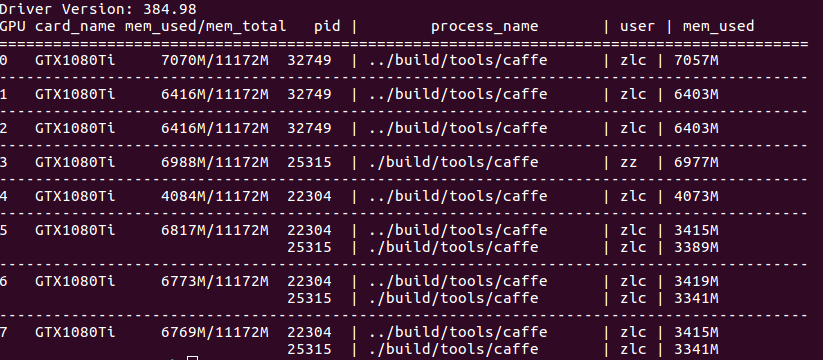 Driver Version: 384.98
GPU card_name mem_used/mem_total pid | process_name | user | mem_used
================================================================================
0 GTX1080Ti 7070M/11172M 32749 | ../build/tools/caffe | zlc | 7057M
--------------------------------------------------------------------------------
1 GTX1080Ti 6416M/11172M 32749 | ../build/tools/caffe | zlc | 6403M
--------------------------------------------------------------------------------
2 GTX1080Ti 6416M/11172M 32749 | ../build/tools/caffe | zlc | 6403M
--------------------------------------------------------------------------------
3 GTX1080Ti 6988M/11172M 25315 | ./build/tools/caffe | zz | 6977M
--------------------------------------------------------------------------------
4 GTX1080Ti 4084M/11172M 22304 | ../build/tools/caffe | zlc | 4073M
--------------------------------------------------------------------------------
5 GTX1080Ti 6817M/11172M 22304 | ../build/tools/caffe | zlc | 3415M
25315 | ./build/tools/caffe | zlc | 3389M
--------------------------------------------------------------------------------
6 GTX1080Ti 6773M/11172M 22304 | ../build/tools/caffe | zlc | 3419M
25315 | ./build/tools/caffe | zlc | 3341M
--------------------------------------------------------------------------------
7 GTX1080Ti 6769M/11172M 22304 | ../build/tools/caffe | zlc | 3415M
25315 | ./build/tools/caffe | zlc | 3341M